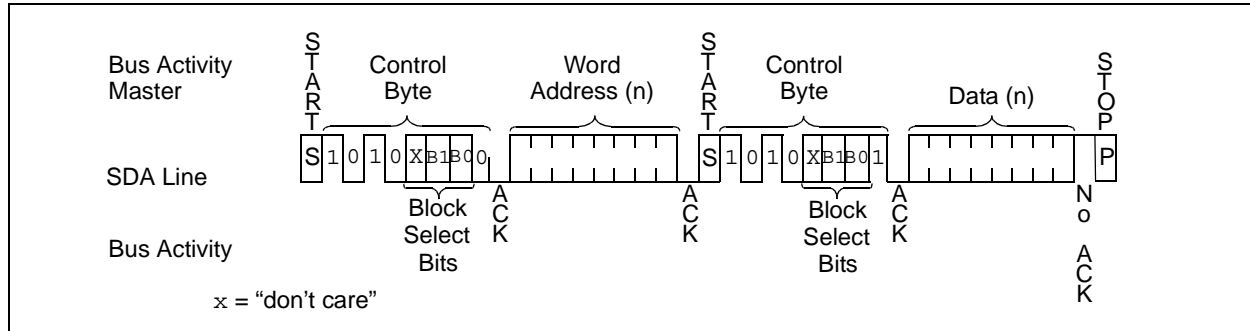 Bus Activity
Master
START
Control
Byte
Word
Address (n)
START
Control
Byte
Data (n)
STOP
SDA Line
S 1 0 1 0 X B1 B0 0 S 1 0 1 0 X B1 B0 1 P
Bus Activity
Block
Select
Bits
ACK
ACK
Block
Select
Bits
ACK
No ACK
x = “don’t care”